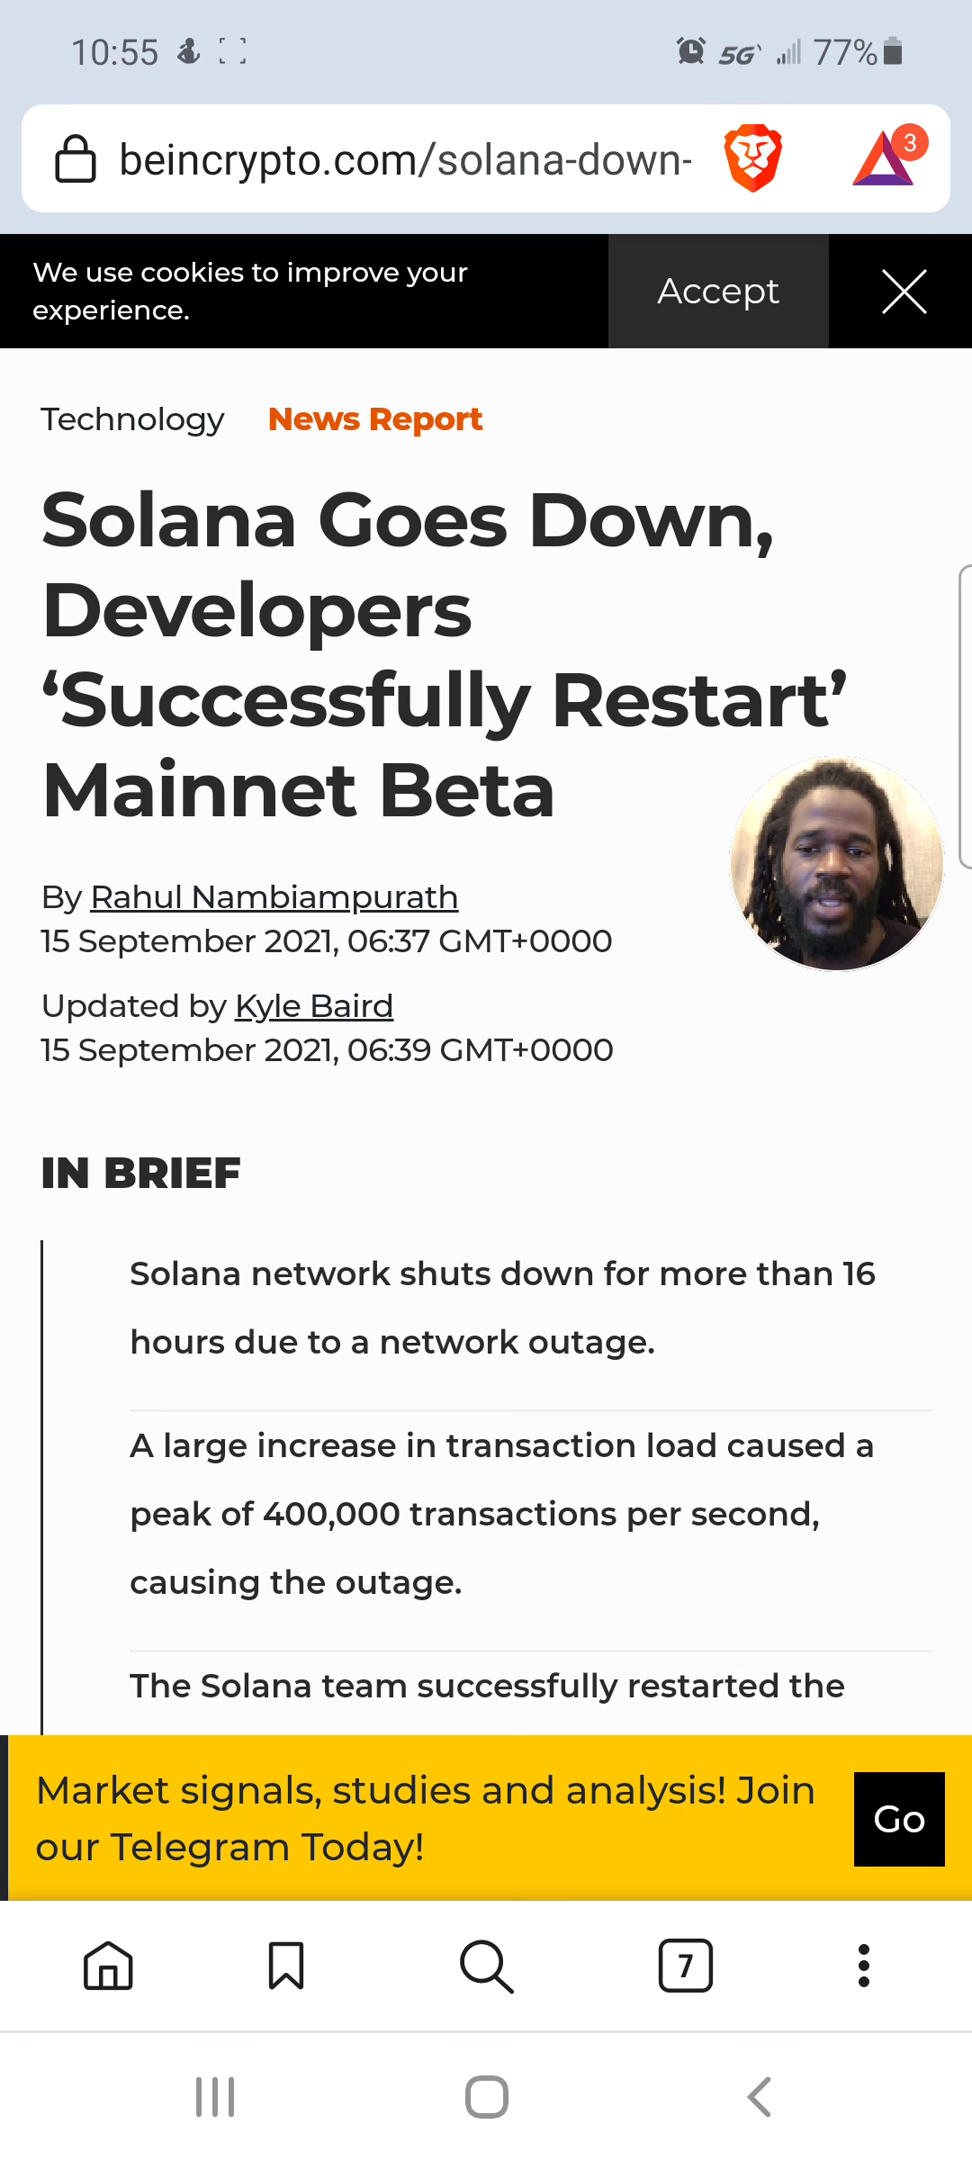 10:55
5G
77%
beincrypto.com/solana-down-
3
We use cookies to improve your
experience.
Accept
Technology News Report
Solana Goes Down,
Developers
‘Successfully Restart’
Mainnet Beta
By Rahul Nambiampurath
15 September 2021, 06:37 GMT+0000
Updated by Kyle Baird
15 September 2021, 06:39 GMT+0000
IN BRIEF
Solana network shuts down for more than 16
hours due to a network outage.
A large increase in transaction load caused a
peak of 400,000 transactions per second,
causing the outage.
The Solana team successfully restarted the
Market signals, studies and analysis! Join
our Telegram Today!
Go
7